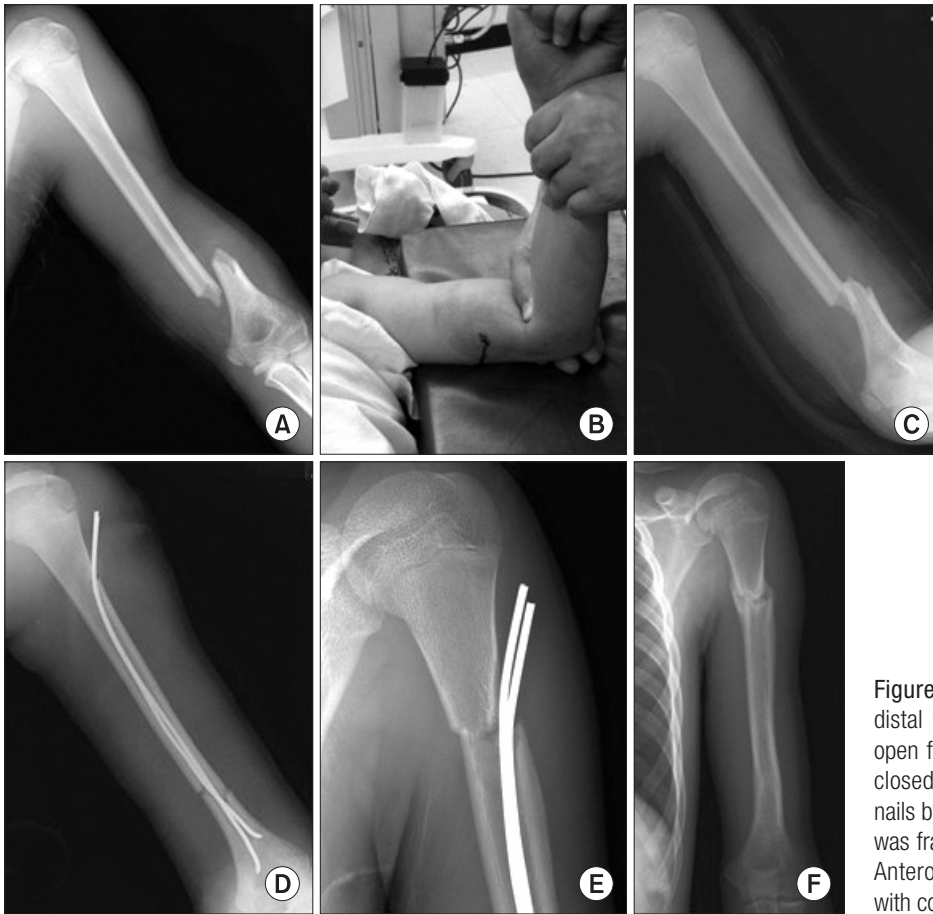 A
B
C
D
E
F
Figure
distal
open f
closed
nails b
was fra
Antero
with co